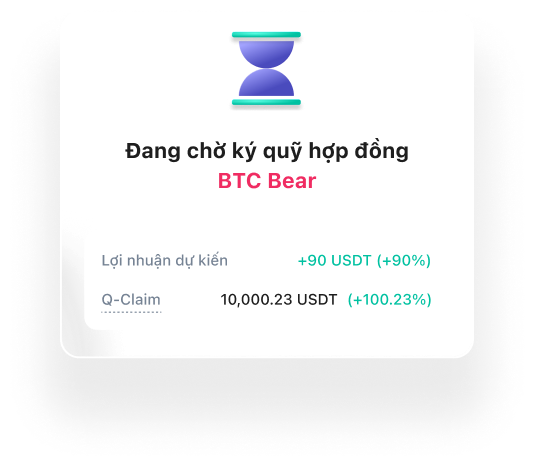 Đang chờ ký quỹ hợp đồng
BTC Bear
Lợi nhuận dự kiến +90 USDT (+90%)
Q-Claim 10,000.23 USDT (+100.23%)